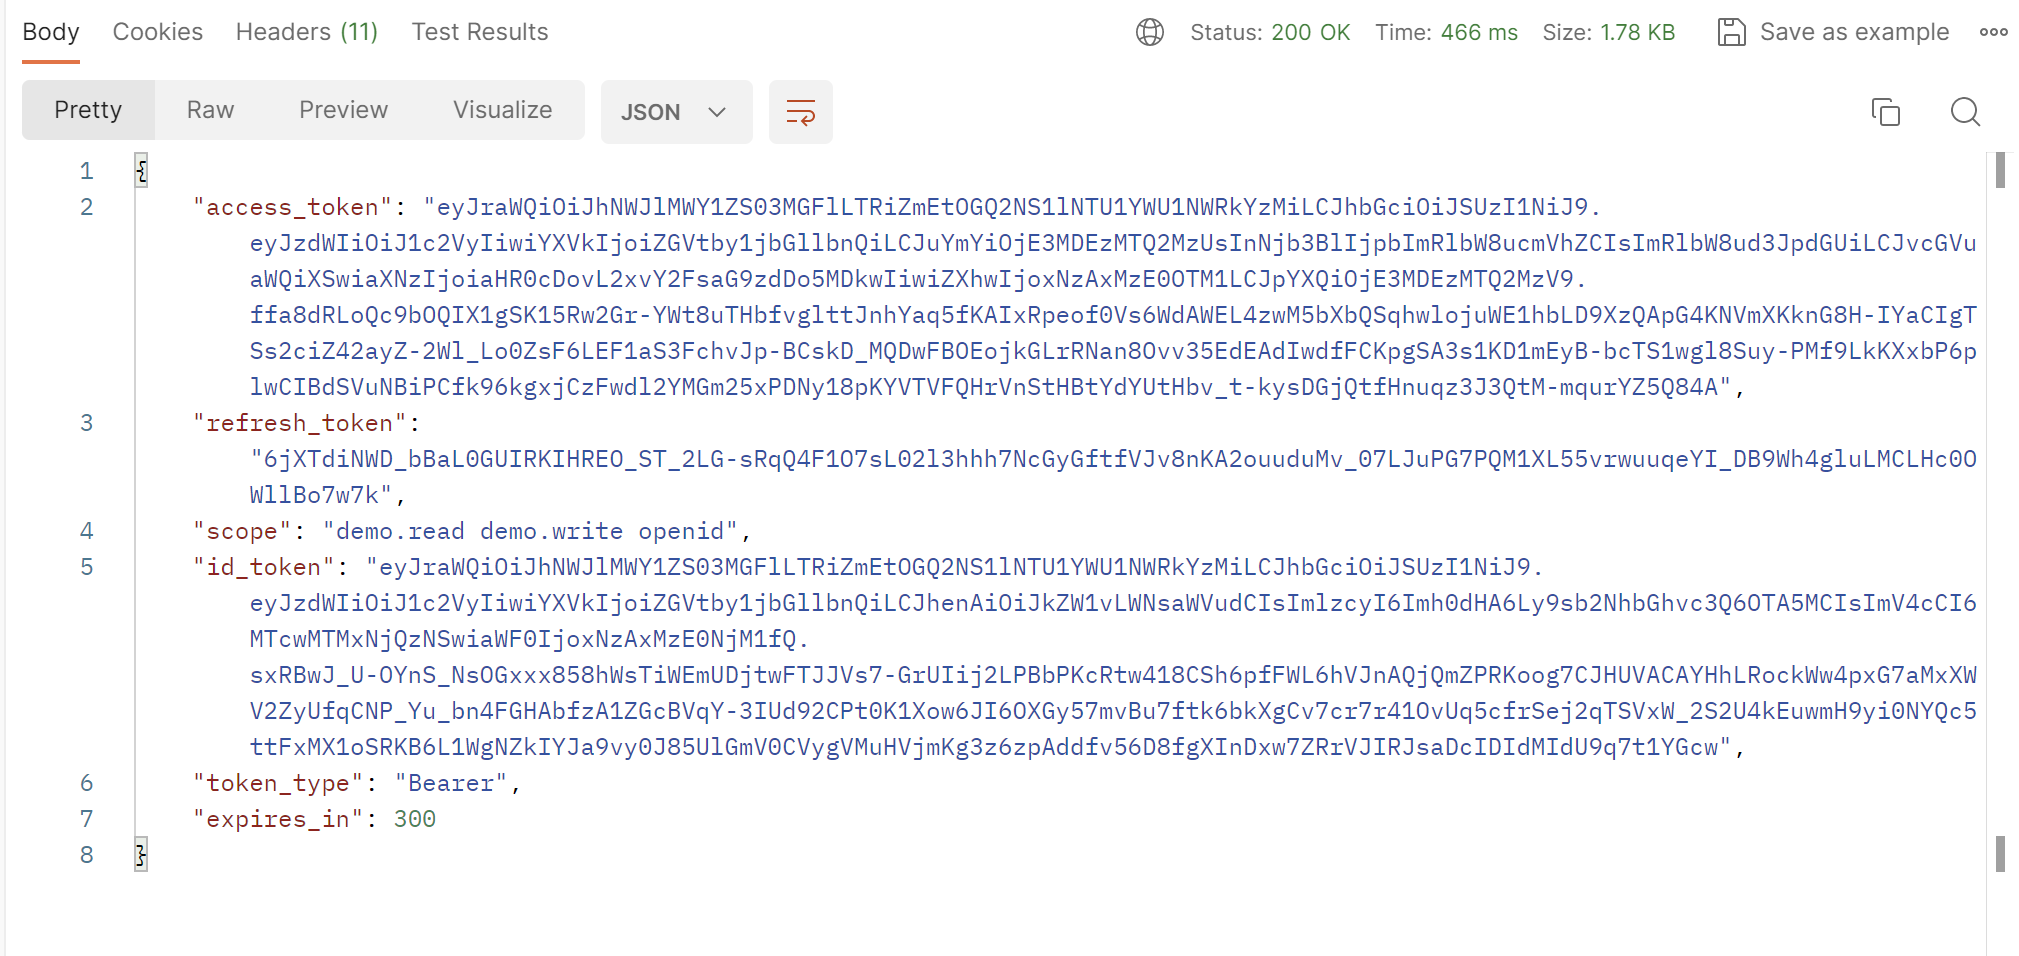 Body Cookies Headers (11) Test Results Status: 200 OK Time: 466 ms Size: 1.78 KB Save as example
Pretty Raw Preview Visualize JSON
1 {
2 "access_token": "eyJraWQiOiJhNWJlMWY1ZS03MGFlLTRiZmEtOGQ2NS1lNTU1YWU1NWRkYzMiLCJhbGciOiJSUzI1NiJ9.
eyJzdWIiOiJ1c2VyIiwiYXVkIjoiZGVtby1jbGllbnQiLCJuYmYiOjE3MDEzMTQ2MzUsInNjb3BlIjpbImRlbW8ucmVhZCIsImRlbW8ud3JpdGUiLCJvcGVu
aWQiXSwiaXNzIjoiaHR0cDovL2xvY2FsaG9zdDo5MDkwIiwiZXhwIjoxNzAxMzE0OTM1LCJpYXQiOjE3MDEzMTQ2MzV9.
ffa8dRLoQc9bOQIX1gSK15Rw2Gr-YWt8uTHbfvglttJnhYaq5fKAIxRpeof0Vs6WdAWEL4zwM5bXbQSqhwlojuWE1hbLD9XzQApG4KNVmXKknG8H-IYaCIgT
Ss2ciZ42ayZ-2Wl_Lo0ZsF6LEF1aS3FchvJp-BCskD_MQDwFBOEojkGLrRNan8Ovv35EdEAdIwdfFCKpgSA3s1KD1mEyB-bcTS1wgl8Suy-PMf9LkKXxbP6p
lwCIBdSVuNBiPCfk96kgxjCzFwdl2YMGm25xPDNy18pKYVTVFQHrVnStHBtYdYUtHbv_t-kysDGjQtfHnuqz3J3QtM-mqurYZ5Q84A",
3 "refresh_token":
"6jXTdiNWD_bBaL0GUIRKIHREO_ST_2LG-sRqQ4F1O7sL02l3hhh7NcGyGftfVJv8nKA2ouuduMv_07LJuPG7PQM1XL55vrwuuqeYI_DB9Wh4gluLMCLHc0O
WllBo7w7k",
4 "scope": "demo.read demo.write openid",
5 "id_token": "eyJraWQiOiJhNWJlMWY1ZS03MGFlLTRiZmEtOGQ2NS1lNTU1YWU1NWRkYzMiLCJhbGciOiJSUzI1NiJ9.
eyJzdWIiOiJ1c2VyIiwiYXVkIjoiZGVtby1jbGllbnQiLCJhenAiOiJkZW1vLWNsaWVudCIsImlzcyI6Imh0dHA6Ly9sb2NhbGhvc3Q6OTA5MCIsImV4cCI6
MTcwMTMxNjQzNSwiaWF0IjoxNzAxMzE0NjM1fQ.
sxRBwJ_U-OYnS_NsOGxxx858hWsTiWEmUDjtwFTJJVs7-GrUIij2LPBbPKcRtw418CSh6pfFWL6hVJnAQjQmZPRKoog7CJHUVACAYHhLRockWw4pxG7aMxXW
V2ZyUfqCNP_Yu_bn4FGHAbfzA1ZGcBVqY-3IUd92CPt0K1Xow6JI6OXGy57mvBu7ftk6bkXgCv7cr7r41OvUq5cfrSej2qTSVxW_2S2U4kEuwmH9yi0NYQc5
ttFxMX1oSRKB6L1WgNZkIYJa9vy0J85UlGmV0CVygVMuHVjmKg3z6zpAddfv56D8fgXInDxw7ZRrVJIRJsaDcIDIdMIdU9q7t1YGcw",
6 "token_type": "Bearer",
7 "expires_in": 300
8 }